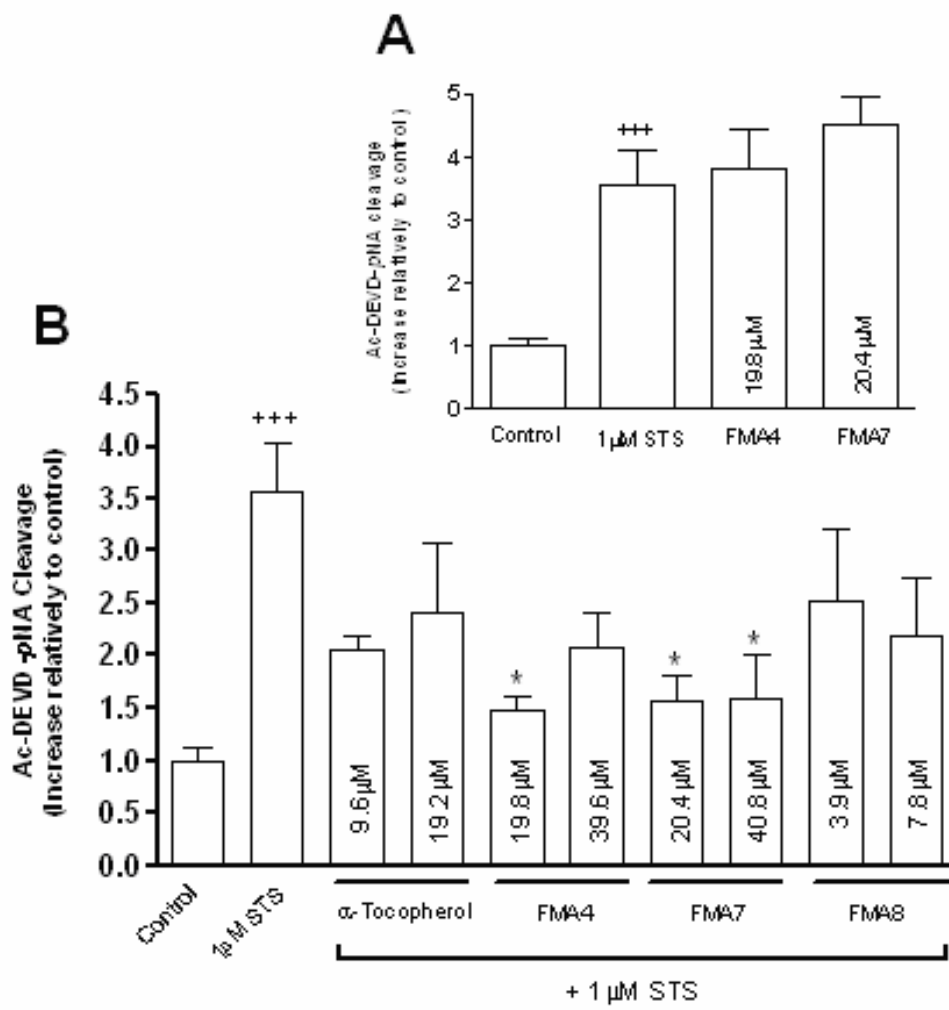 A
Ac-DEVD-pNA cleavage
(Increase relatively to control)
5
4
3
2
1
0
+++
19.8 µM
20.4 µM
Control
1 µM STS
FMA4
FMA7
B
Ac-DEVD-pNA Cleavage
(Increase relatively to control)
4.5
4.0
3.5
3.0
2.5
2.0
1.5
1.0
0.5
0.0
+++
*
*
*
9.6 µM
19.2 µM
19.8 µM
39.6 µM
20.4 µM
40.8 µM
3.9 µM
7.8 µM
Control
1µM STS
α-Tocopherol
FMA4
FMA7
FMA8
+ 1 µM STS